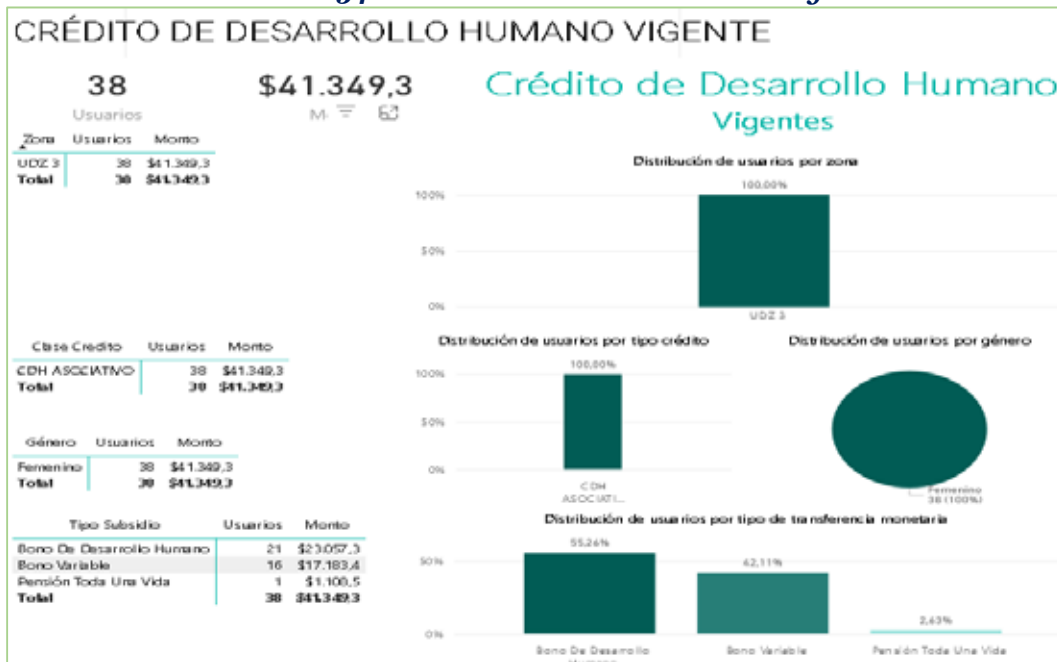 CRÉDITO DE DESARROLLO HUMANO VIGENTE
38
Usuarios
$41.349,3
Zona Usuarios Monto
UDZ 3 38 $41.349,3
Total 38 $41.349,3
Crédito de Desarrollo Humano
Vigentes
Distribución de usuarios por zona
100,00%
100%
50%
0%
UDZ 3
Clase Credito Usuarios Monto
CDH ASOCIATIVO 38 $41.349,3
Total 38 $41.349,3
Distribución de usuarios por tipo crédito
100,00%
100%
50%
0%
CDH
ASOCIATI...
Distribución de usuarios por género
Femenino
38 (100%)
Género Usuarios Monto
Femenino 38 $41.349,3
Total 38 $41.349,3
Tipo Subsidio Usuarios Monto
Bono De Desarrollo Humano 21 $23.057,3
Bono Variable 16 $17.183,4
Pensión Toda Una Vida 1 $1.108,5
Total 38 $41.349,3
Distribución de usuarios por tipo de transferencia monetaria
55,26%
42,11%
2,63%
50%
0%
Bono De Desarrollo
Bono Variable
Pensión Toda Una Vida